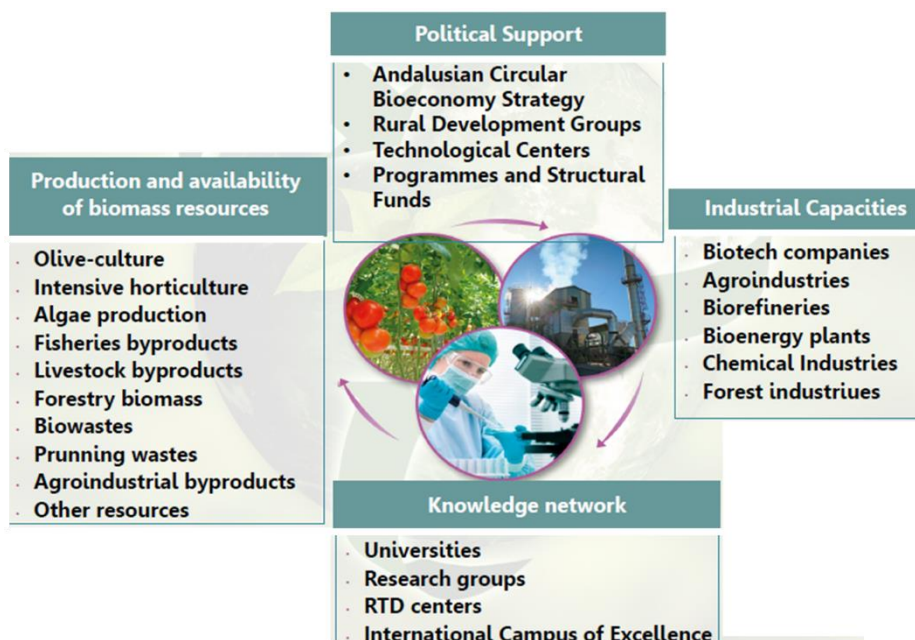 Political Support
• Andalusian Circular
Bioeconomy Strategy
• Rural Development Groups
• Technological Centers
• Programmes and Structural
Funds
Production and availability
of biomass resources
· Olive-culture
· Intensive horticulture
· Algae production
· Fisheries byproducts
· Livestock byproducts
· Forestry biomass
· Biowastes
· Prunning wastes
· Agroindustrial byproducts
· Other resources
Industrial Capacities
· Biotech companies
· Agroindustries
· Biorefineries
· Bioenergy plants
· Chemical Industries
· Forest industriues
Knowledge network
· Universities
· Research groups
· RTD centers
· International Campus of Excellence